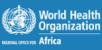 World Health
Organization
REGIONAL OFFICE FOR
Africa